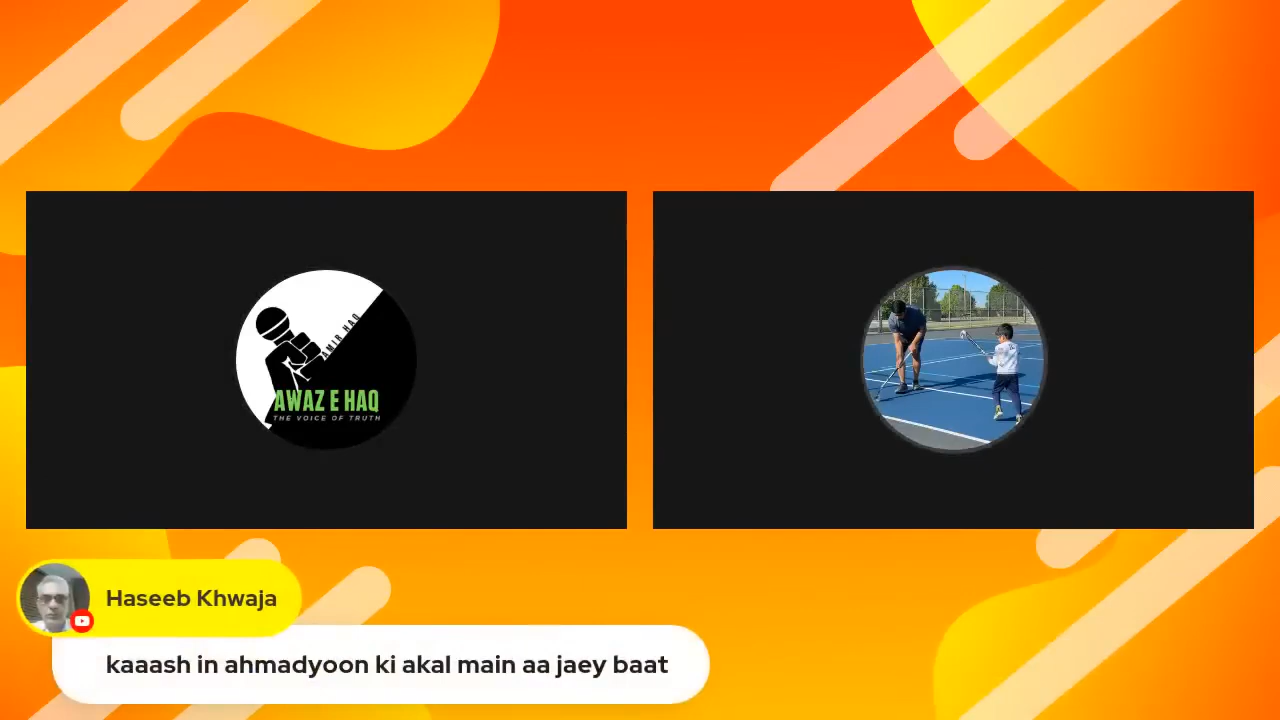 AMIR HAQ
AWAZ E HAQ
THE VOICE OF TRUTH
Haseeb Khwaja
kaaash in ahmadyoon ki akal main aa jaey baat